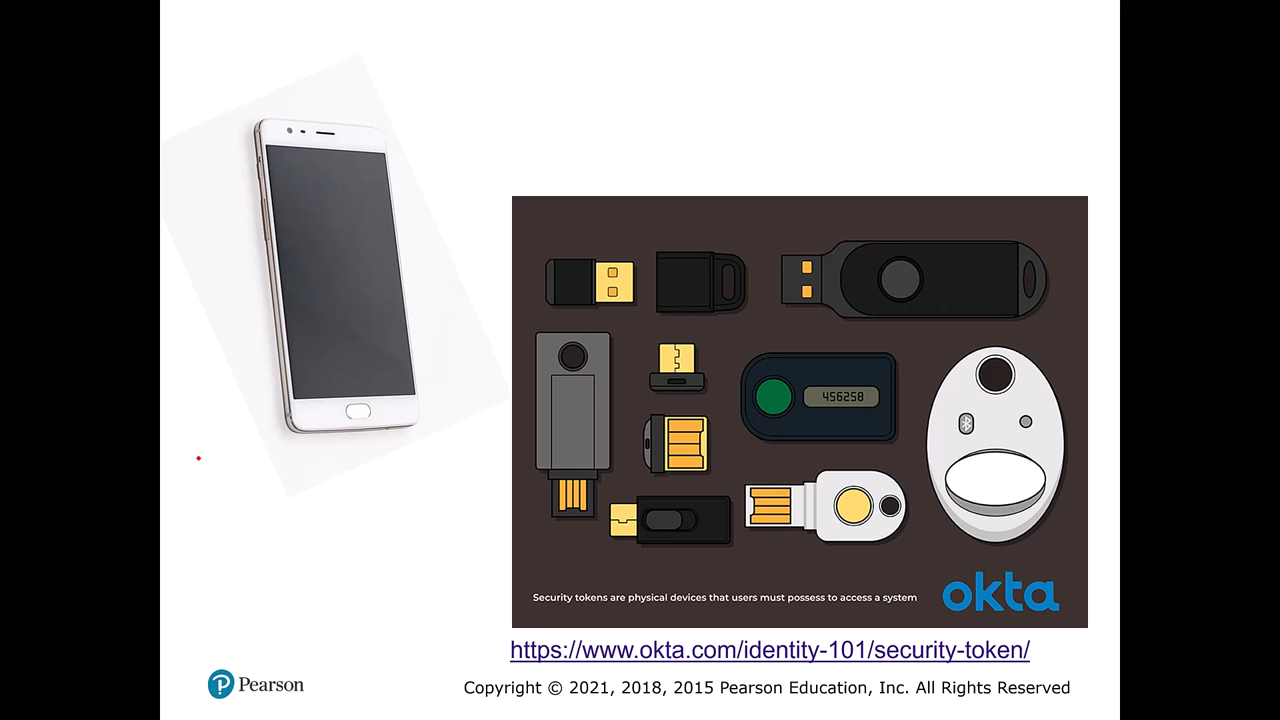 456258
Security tokens are physical devices that users must possess to access a system
okta
https://www.okta.com/identity-101/security-token/
Pearson
Copyright © 2021, 2018, 2015 Pearson Education, Inc. All Rights Reserved